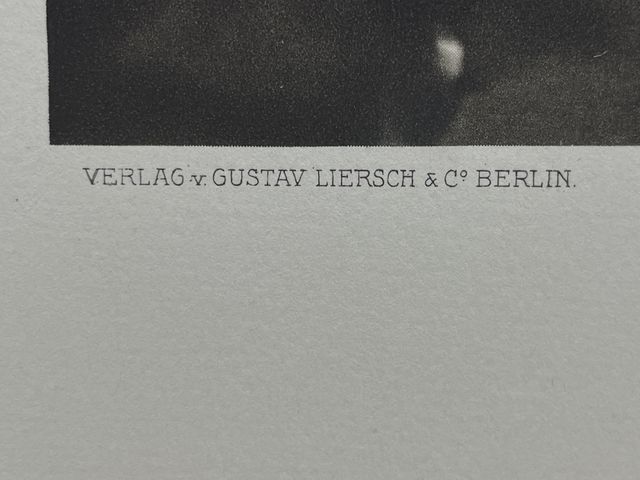 VERLAG v. GUSTAV LIERSCH & Cº BERLIN.